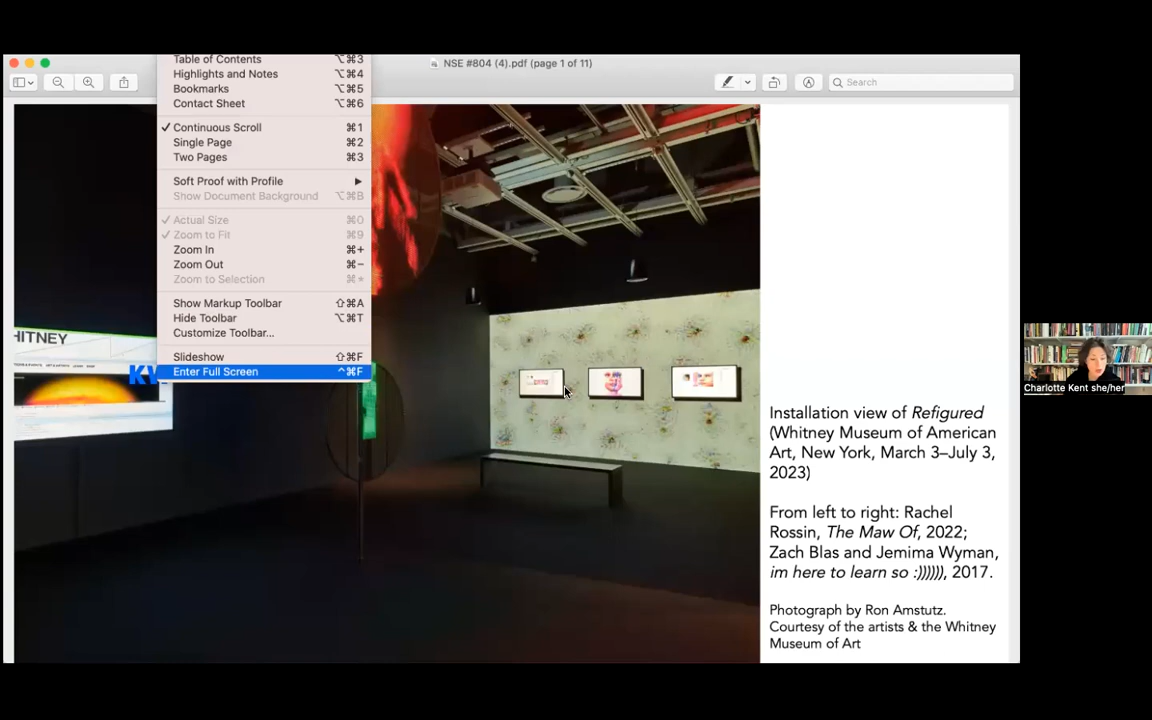 NSE #804 (4).pdf (page 1 of 11)
Search
Table of Contents ⌥⌘3
Highlights and Notes ⌥⌘4
Bookmarks ⌥⌘5
Contact Sheet ⌥⌘6
✓ Continuous Scroll ⌘1
Single Page ⌘2
Two Pages ⌘3
Soft Proof with Profile ▶
Show Document Background ⌥⌘B
✓ Actual Size ⌘0
✓ Zoom to Fit ⌘9
Zoom In ⌘+
Zoom Out ⌘−
Zoom to Selection ⌘*
Show Markup Toolbar ⇧⌘A
Hide Toolbar ⌥⌘T
Customize Toolbar...
Slideshow ⇧⌘F
Enter Full Screen ^⌘F
HITNEY
Installation view of Refigured
(Whitney Museum of American
Art, New York, March 3–July 3,
2023)
From left to right: Rachel
Rossin, The Maw Of, 2022;
Zach Blas and Jemima Wyman,
im here to learn so :)))))), 2017.
Photograph by Ron Amstutz.
Courtesy of the artists & the Whitney
Museum of Art
Charlotte Kent she/her